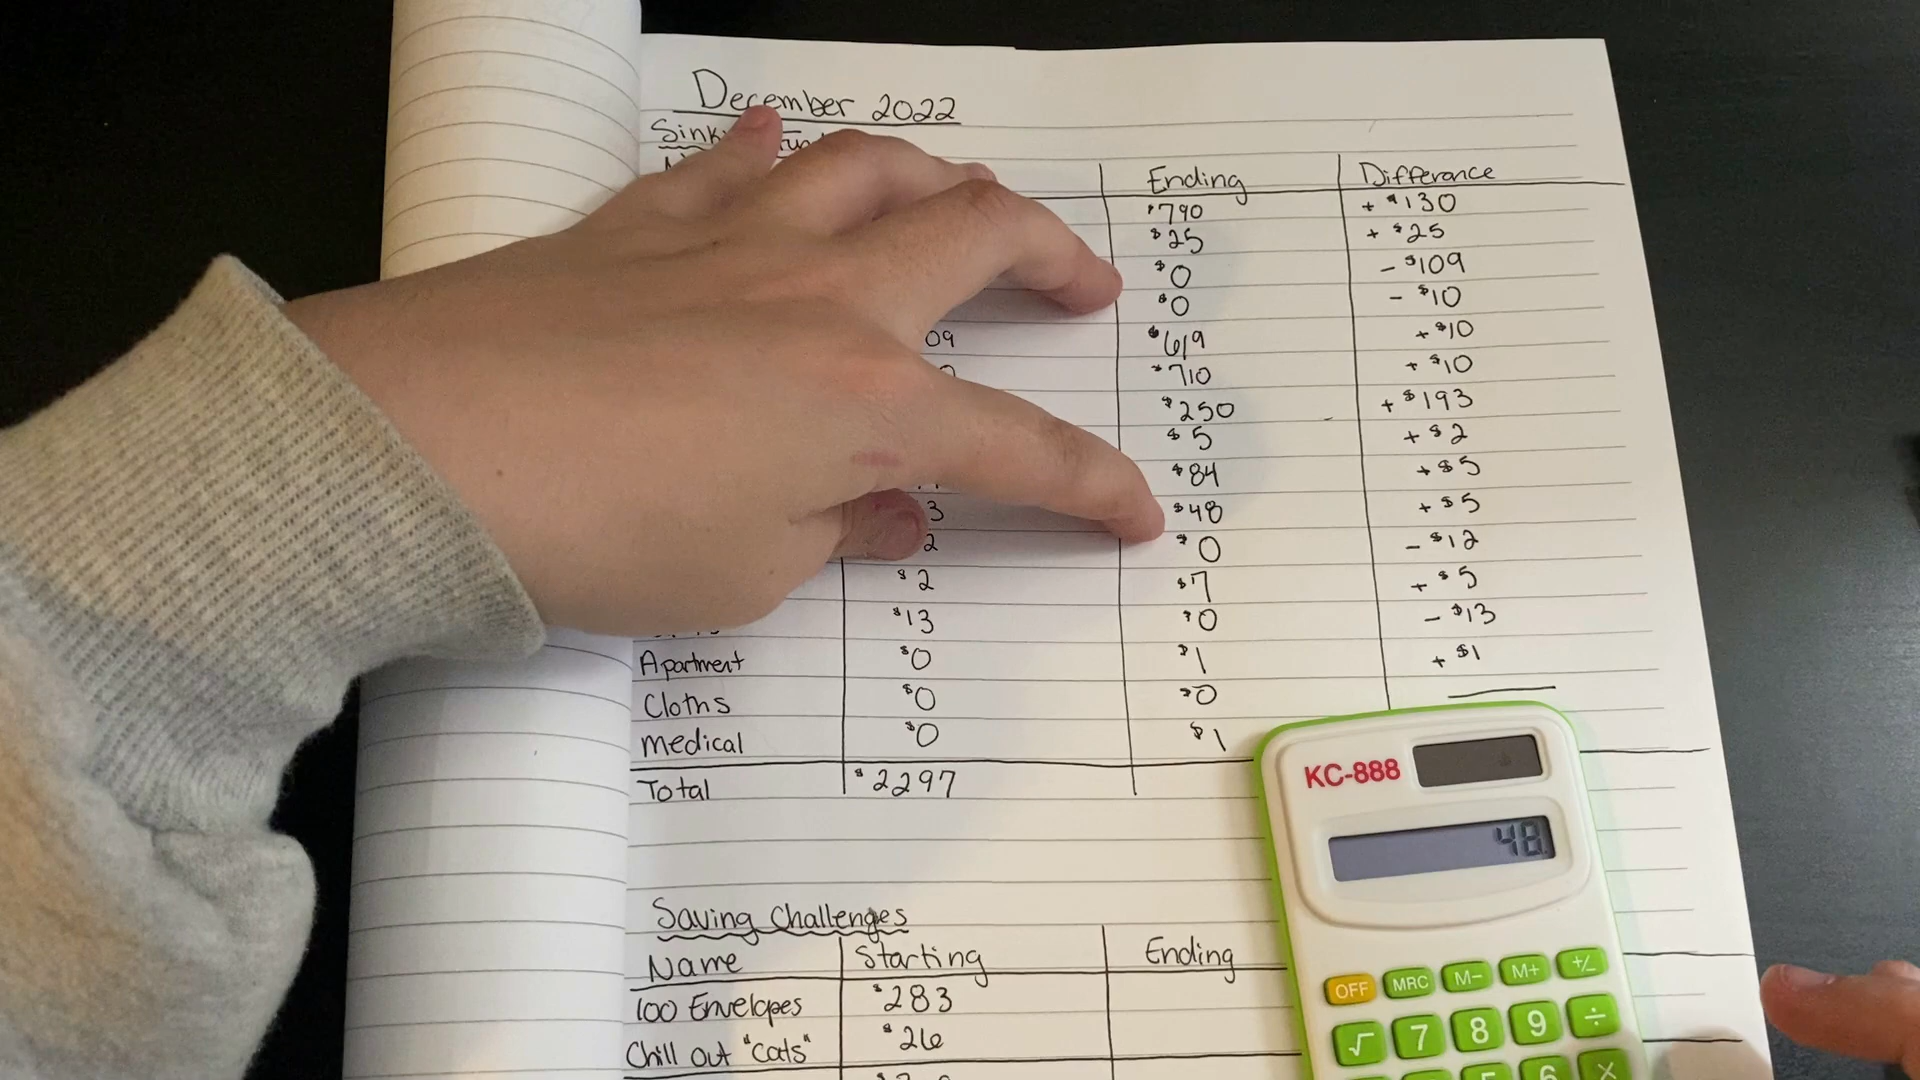 December 2022
Ending Differance
$790 + $130
$25 + $25
$0 - $109
$0 - $10
09 $619 + $10
$710 + $10
$250 + $193
$5 + $2
$84 + $5
3 $48 + $5
2 $0 - $12
$2 $7 + $5
$13 $0 - $13
Apartment $0 $1 + $1
Cloths $0 $0
medical $0 $1
Total $2297
KC-888
48.
Saving Challenges
Name Starting Ending
100 Envelopes $283
Chill out "Cats" $26
OFF MRC M- M+ +/-
√ 7 8 9 ÷
6 ×